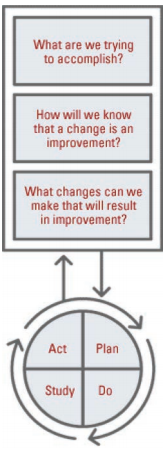 What are we trying
to accomplish?
How will we know
that a change is an
improvement?
What changes can we
make that will result
in improvement?
Act
Plan
Study
Do